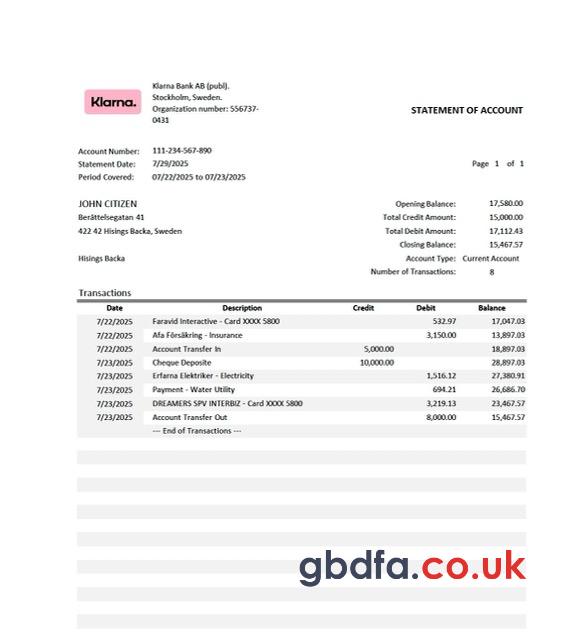 Klarna.
Klarna Bank AB (publ).
Stockholm, Sweden.
Organization number: 556737-
0431
STATEMENT OF ACCOUNT
Account Number: 111-234-567-890
Statement Date: 7/29/2025 Page 1 of 1
Period Covered: 07/22/2025 to 07/23/2025
JOHN CITIZEN Opening Balance: 17,580.00
Beråttelsegatan 41 Total Credit Amount: 15,000.00
422 42 Hisings Backa, Sweden Total Debit Amount: 17,112.43
Closing Balance: 15,467.57
Hisings Backa Account Type: Current Account
Number of Transactions: 8
Transactions
Date Description Credit Debit Balance
7/22/2025 Faravid Interactive - Card XXXX 5800 532.97 17,047.03
7/22/2025 Afa Försäkring - Insurance 3,150.00 13,897.03
7/22/2025 Account Transfer In 5,000.00 18,897.03
7/23/2025 Cheque Deposite 10,000.00 28,897.03
7/23/2025 Erfarna Elektriker - Electricity 1,516.12 27,380.91
7/23/2025 Payment - Water Utility 694.21 26,686.70
7/23/2025 DREAMERS SPV INTERBIZ - Card XXXX 5800 3,219.13 23,467.57
7/23/2025 Account Transfer Out 8,000.00 15,467.57
--- End of Transactions ---
gbdfa.co.uk